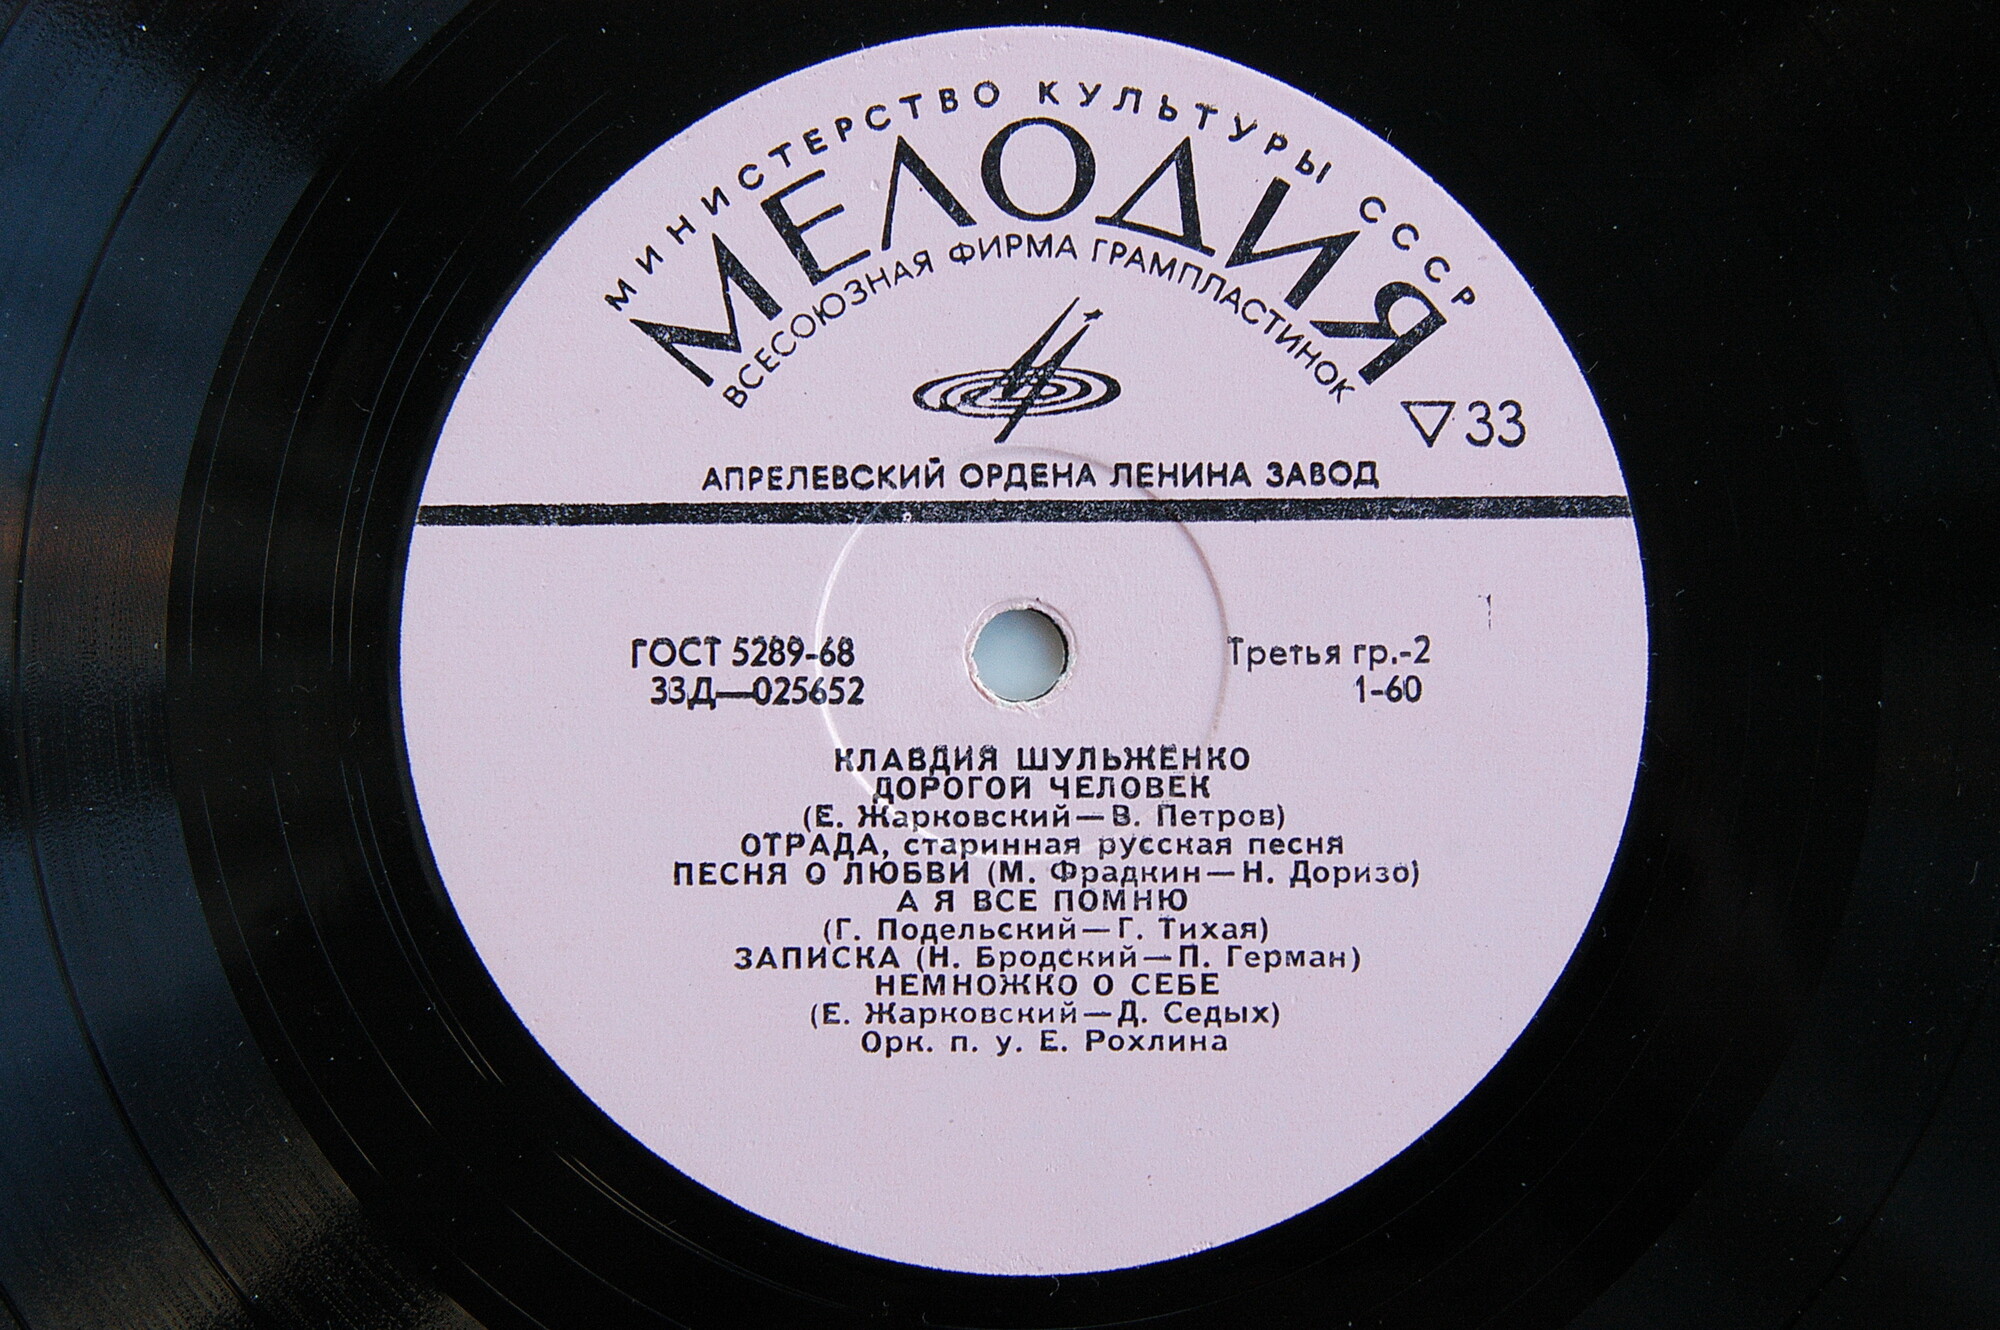 МИНИСТЕРСТВО КУЛЬТУРЫ СССР
МЕЛОДИЯ
ВСЕСОЮЗНАЯ ФИРМА ГРАМПЛАСТИНОК
33
АПРЕЛЕВСКИЙ ОРДЕНА ЛЕНИНА ЗАВОД
ГОСТ 5289-68
Третья гр.-2
33Д—025652
1-60
КЛАВДИЯ ШУЛЬЖЕНКО
ДОРОГОЙ ЧЕЛОВЕК
(Е. Жарковский—В. Петров)
ОТРАДА, старинная русская песня
ПЕСНЯ О ЛЮБВИ (М. Фрадкин—Н. Доризо)
А Я ВСЕ ПОМНЮ
(Г. Подельский—Г. Тихая)
ЗАПИСКА (Н. Бродский—П. Герман)
НЕМНОЖКО О СЕБЕ
(Е. Жарковский—Д. Седых)
Орк. п. у. Е. Рохлина